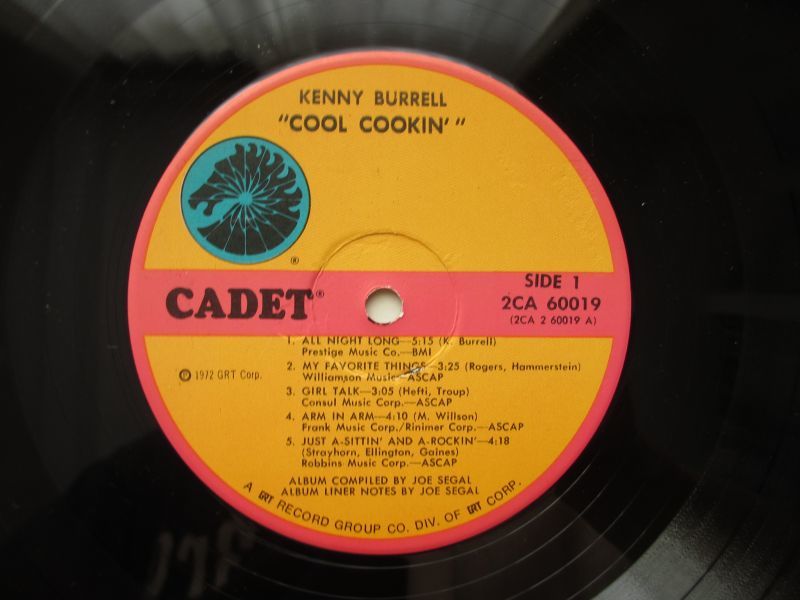 KENNY BURRELL
"COOL COOKIN'"
®
CADET®
SIDE 1
2CA 60019
(2CA 2 60019 A)
1. ALL NIGHT LONG—5:15 (K. Burrell)
Prestige Music Co.—BMI
2. MY FAVORITE THINGS—3:25 (Rogers, Hammerstein)
Williamson Music—ASCAP
℗ 1972 GRT Corp.
3. GIRL TALK—3:05 (Hefti, Troup)
Consul Music Corp.—ASCAP
4. ARM IN ARM—4:10 (M. Willson)
Frank Music Corp./Rinimer Corp.—ASCAP
5. JUST A-SITTIN' AND A-ROCKIN'—4:18
(Strayhorn, Ellington, Gaines)
Robbins Music Corp.—ASCAP
ALBUM COMPILED BY JOE SEGAL
ALBUM LINER NOTES BY JOE SEGAL
A GRT RECORD GROUP CO. DIV. OF GRT CORP.